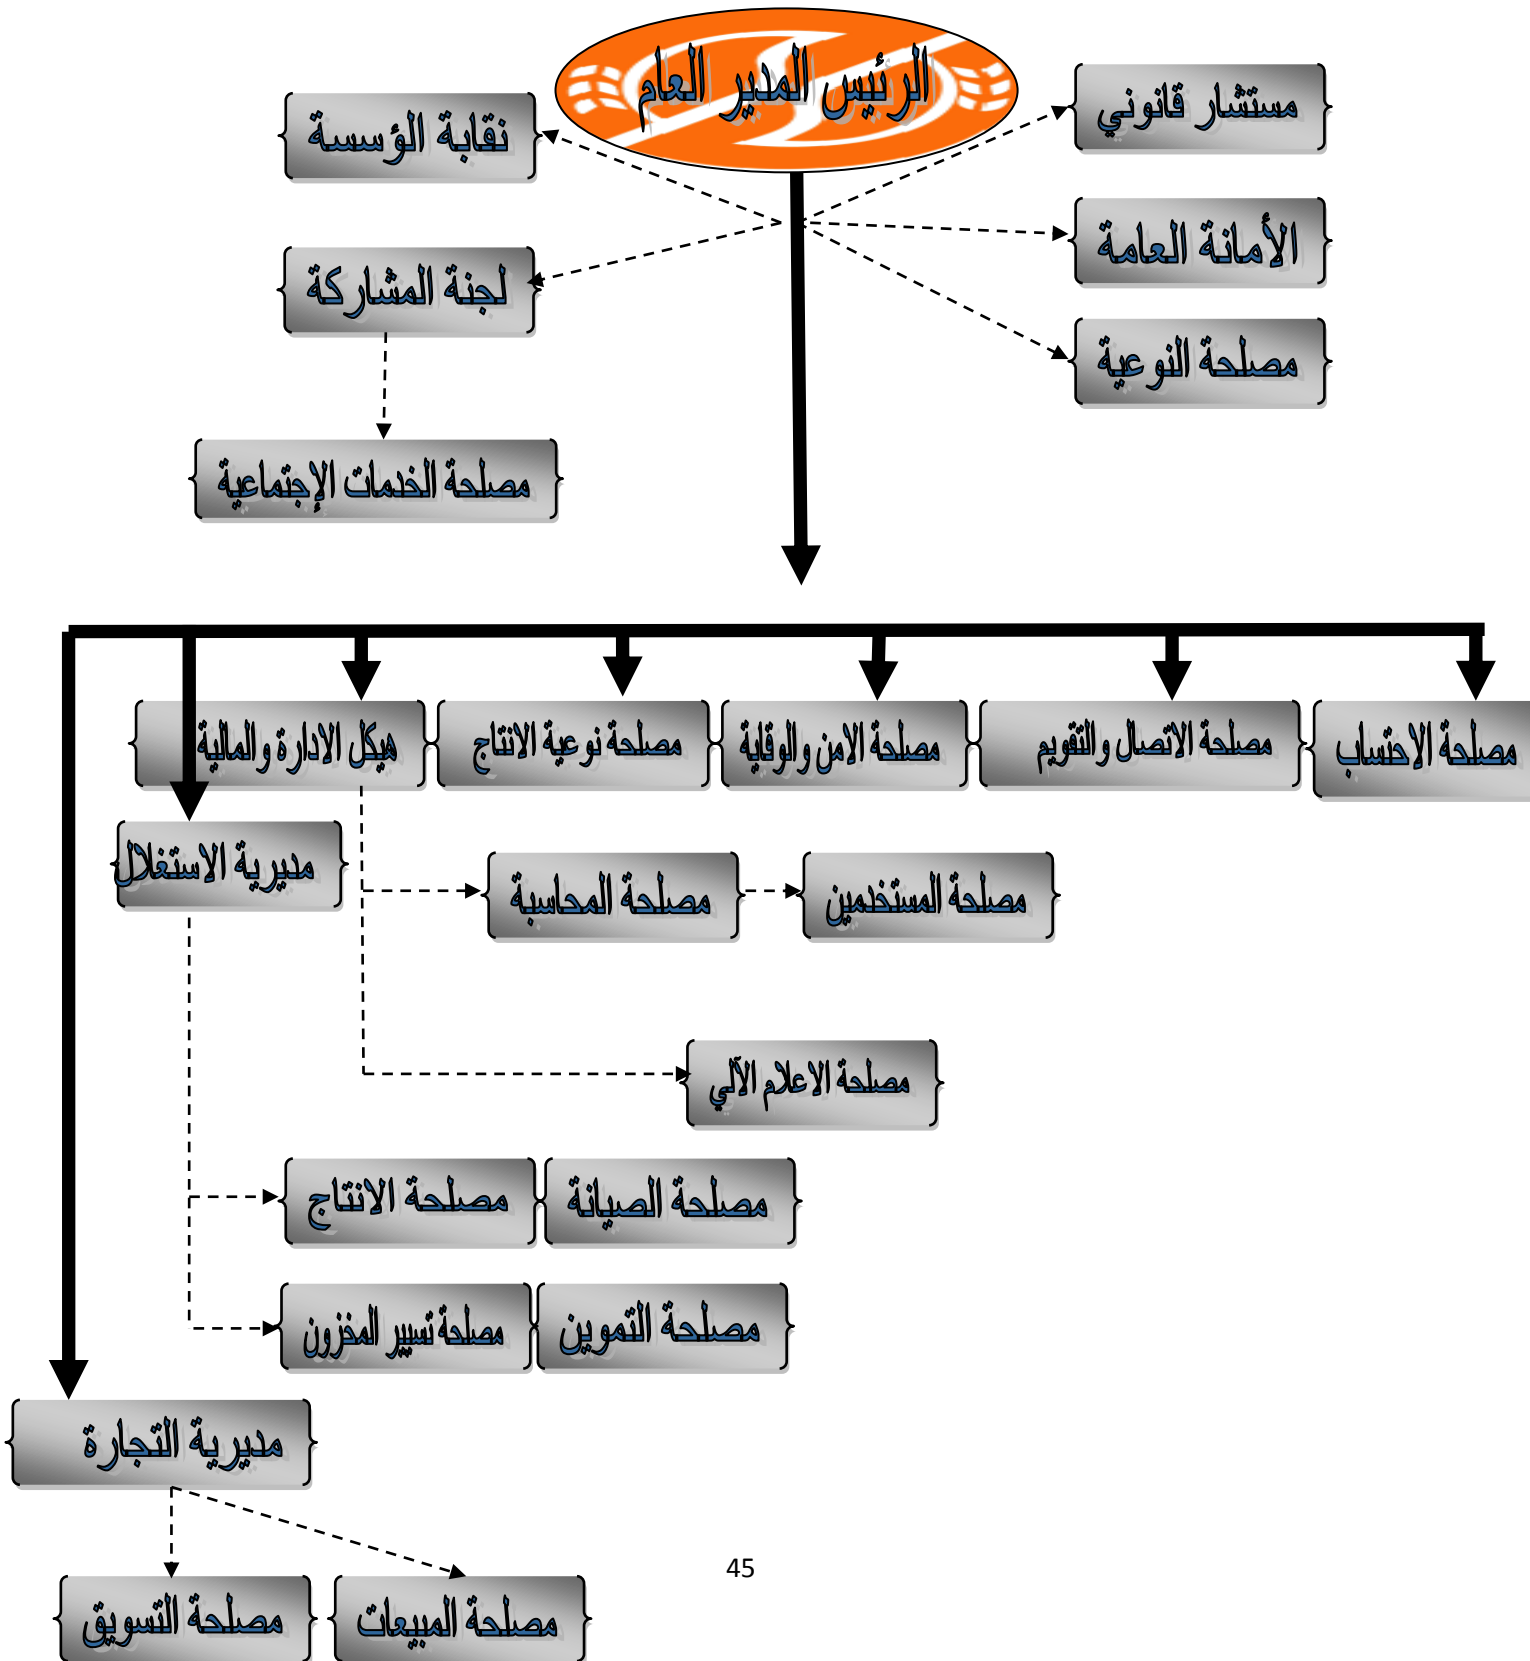 الرئيس المدير العام
مستشار قانوني
نقابة الؤسسة
الأمانة العامة
لجنة المشاركة
مصلحة النوعية
مصلحة الخدمات الإجتماعية
مصلحة الاحتساب
مصلحة الاتصال والتقويم
مصلحة الامن والوقاية
مصلحة نوعية الانتاج
هيكل الادارة والمالية
مديرية الاستغلال
مصلحة المستخدمين
مصلحة المحاسبة
مصلحة الاعلام الآلي
مصلحة الصيانة
مصلحة الانتاج
مصلحة التموين
مصلحة تسيير المخزون
مديرية التجارة
مصلحة المبيعات
مصلحة التسويق
45